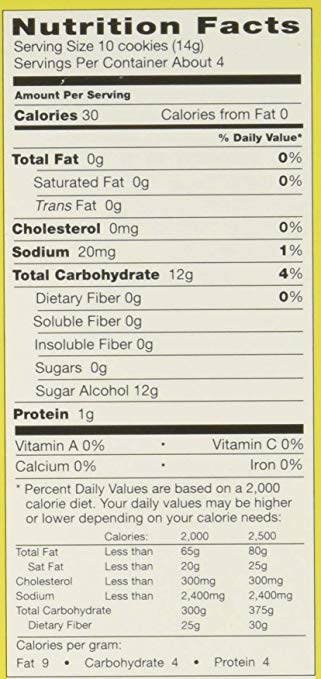 Nutrition Facts
Serving Size 10 cookies (14g)
Servings Per Container About 4
Amount Per Serving
Calories 30 Calories from Fat 0
% Daily Value*
Total Fat 0g 0%
Saturated Fat 0g 0%
Trans Fat 0g
Cholesterol 0mg 0%
Sodium 20mg 1%
Total Carbohydrate 12g 4%
Dietary Fiber 0g 0%
Soluble Fiber 0g
Insoluble Fiber 0g
Sugars 0g
Sugar Alcohol 12g
Protein 1g
Vitamin A 0% • Vitamin C 0%
Calcium 0% • Iron 0%
* Percent Daily Values are based on a 2,000
calorie diet. Your daily values may be higher
or lower depending on your calorie needs:
Calories: 2,000 2,500
Total Fat Less than 65g 80g
Sat Fat Less than 20g 25g
Cholesterol Less than 300mg 300mg
Sodium Less than 2,400mg 2,400mg
Total Carbohydrate 300g 375g
Dietary Fiber 25g 30g
Calories per gram:
Fat 9 • Carbohydrate 4 • Protein 4